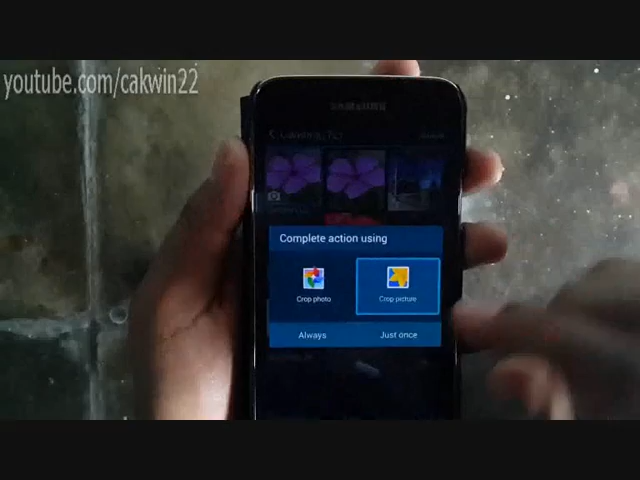 youtube.com/cakwin22
SAMSUNG
Complete action using
Crop photo
Crop picture
Always
Just once